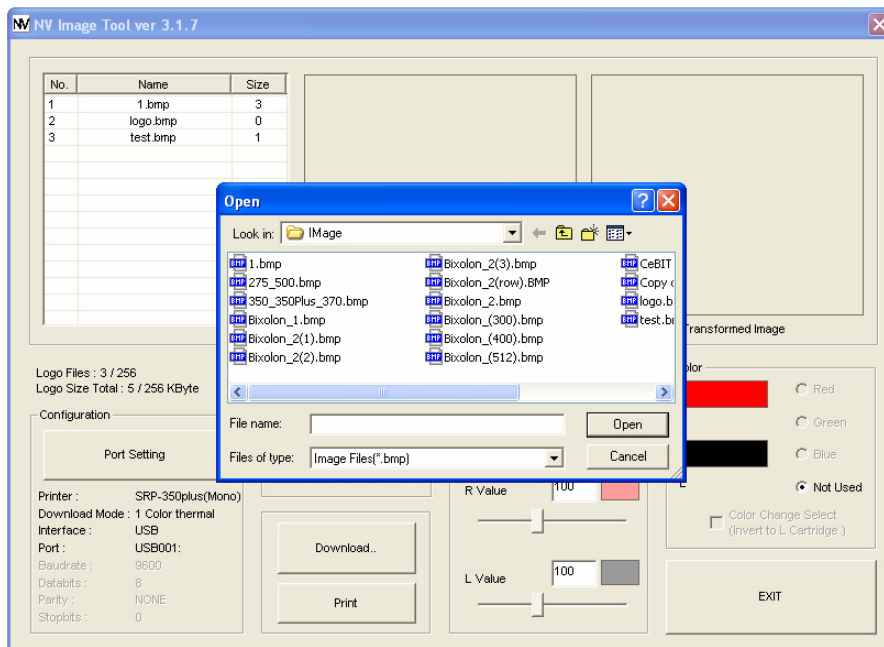 NV NV Image Tool ver 3.1.7
No. Name Size
1 1.bmp 3
2 logo.bmp 0
3 test.bmp 1
Open
Look in: IMage
1.bmp
275_500.bmp
350_350Plus_370.bmp
Bixolon_1.bmp
Bixolon_2(1).bmp
Bixolon_2(2).bmp
Bixolon_2(3).bmp
Bixolon_2(row).BMP
Bixolon_2.bmp
Bixolon_(300).bmp
Bixolon_(400).bmp
Bixolon_(512).bmp
CeBIT
Copy
logo.b
test.b
File name:
Open
Files of type: Image Files(*.bmp)
Cancel
Transformed Image
Logo Files : 3 / 256
Logo Size Total : 5 / 256 KByte
Configuration
Port Setting
Printer : SRP-350plus(Mono)
Download Mode : 1 Color thermal
Interface : USB
Port : USB001:
Baudrate : 9600
Databits : 8
Parity : NONE
Stopbits : 0
Download..
Print
R Value 100
L Value 100
Red
Green
Blue
Not Used
Color Change Select
(Invert to L Cartridge )
EXIT